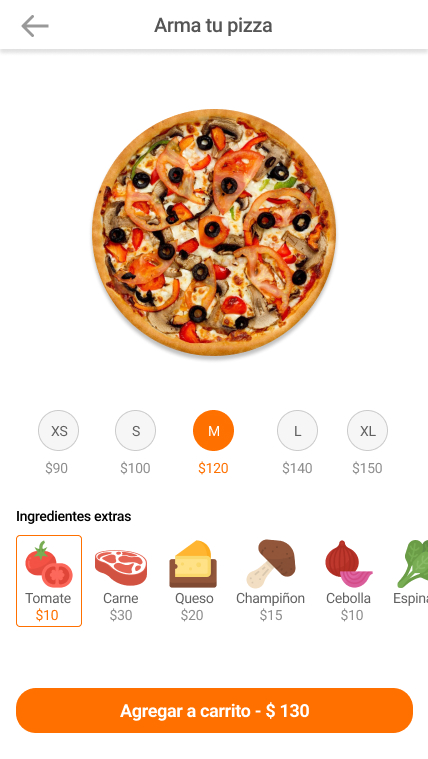 Arma tu pizza
XS S M L XL
$90 $100 $120 $140 $150
Ingredientes extras
Tomate Carne Queso Champiñon Cebolla Espina
$10 $30 $20 $15 $10
Agregar a carrito - $ 130